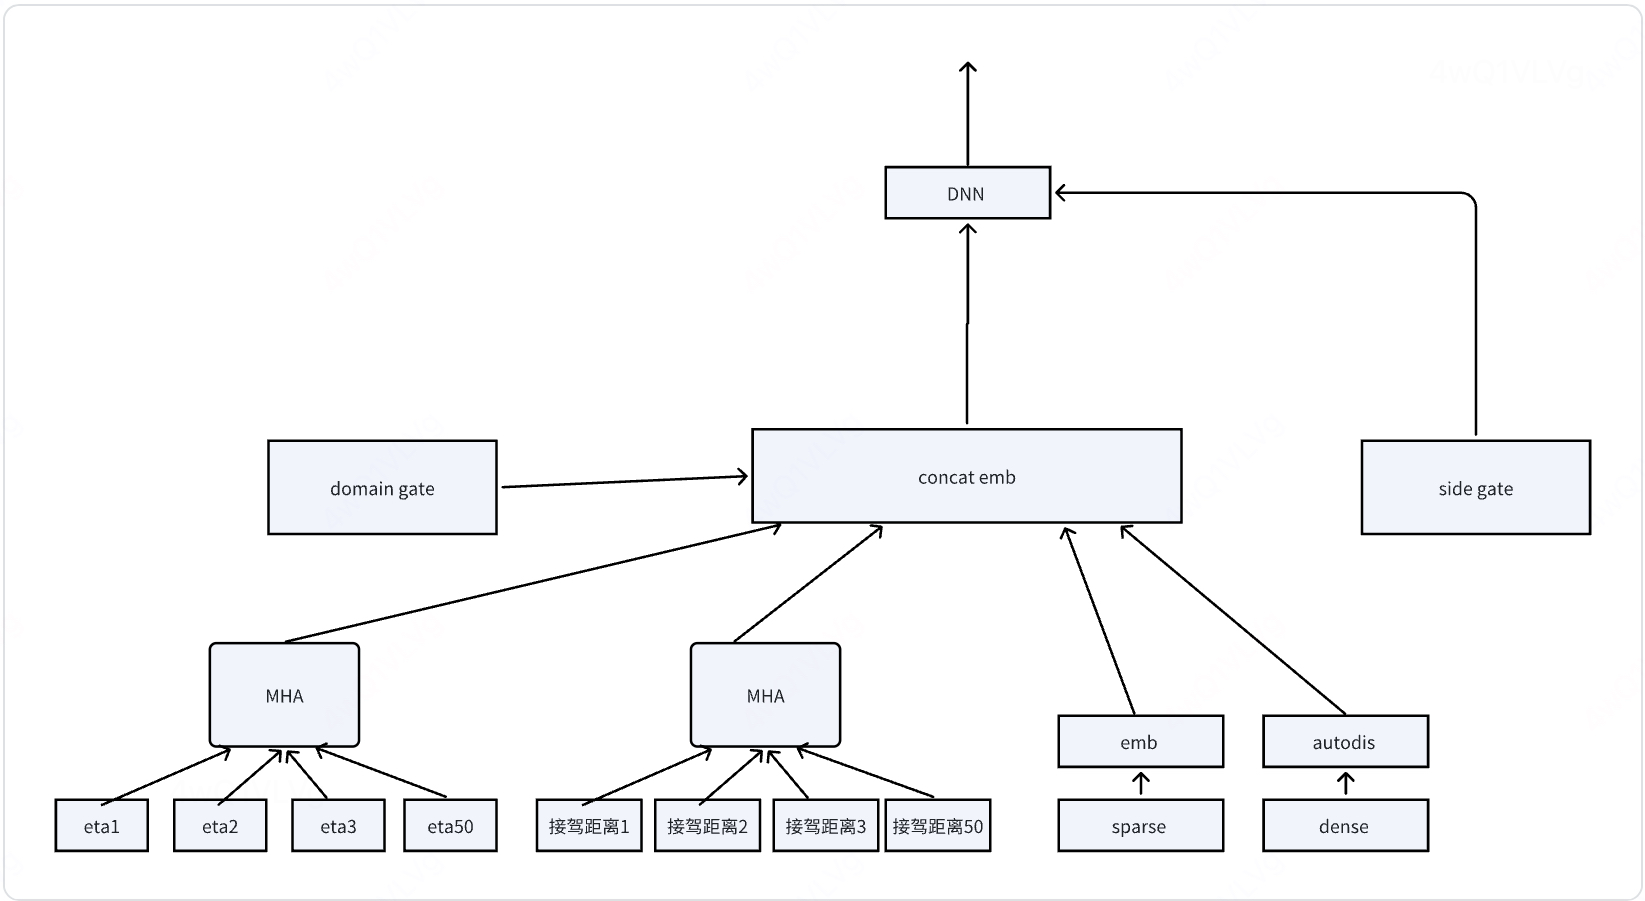 DNN
domain gate
concat emb
side gate
MHA
MHA
emb
autodis
eta1
eta2
eta3
eta50
接驾距离1
接驾距离2
接驾距离3
接驾距离50
sparse
dense